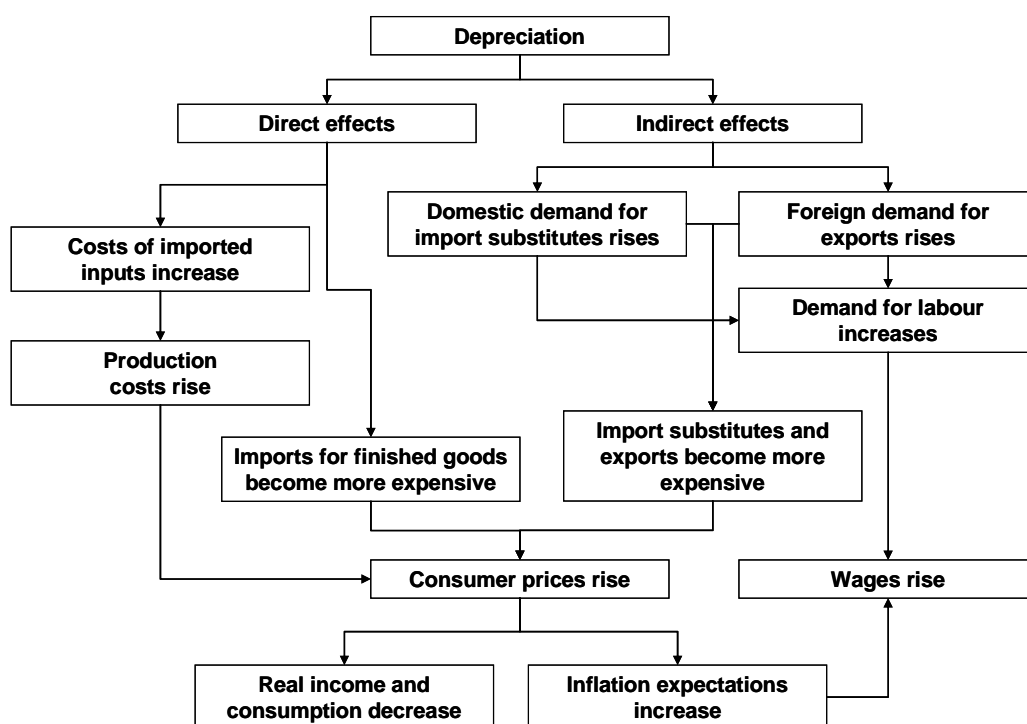 Depreciation
Direct effects
Indirect effects
Domestic demand for
import substitutes rises
Foreign demand for
exports rises
Costs of imported
inputs increase
Demand for labour
increases
Production
costs rise
Imports for finished goods
become more expensive
Import substitutes and
exports become more
expensive
Consumer prices rise
Wages rise
Real income and
consumption decrease
Inflation expectations
increase